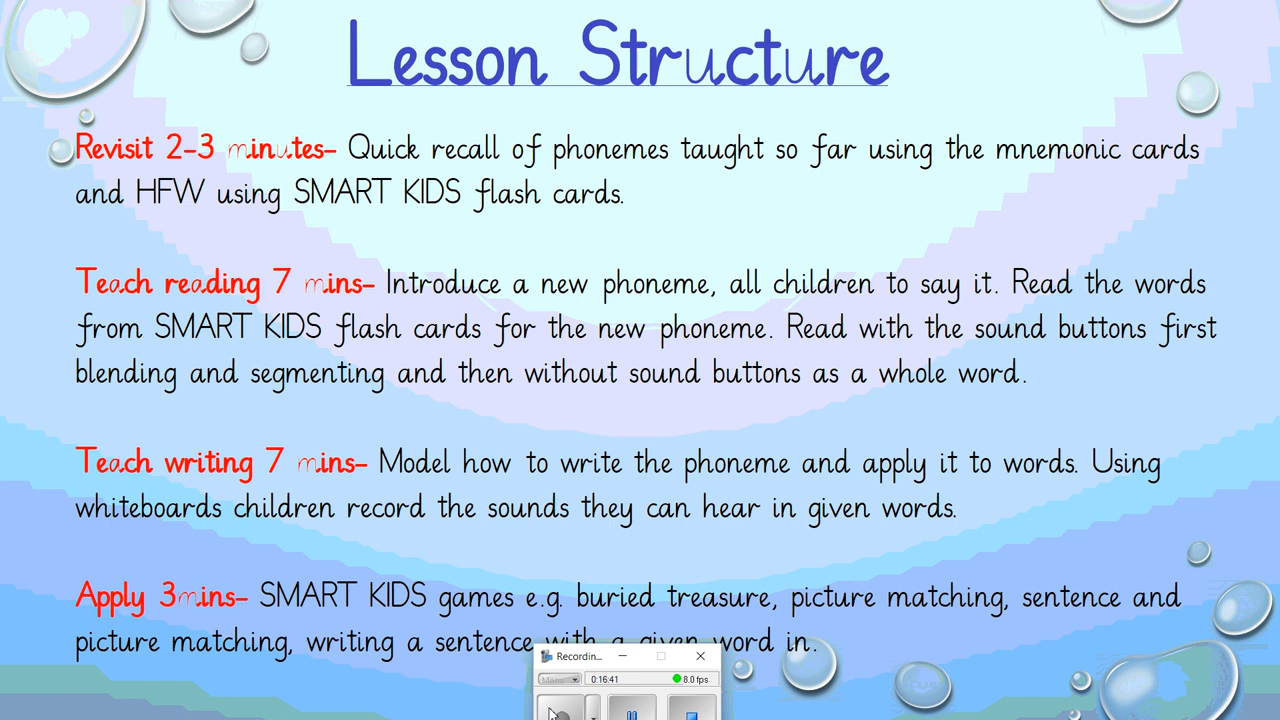 Lesson Structure
Revisit 2-3 minutes- Quick recall of phonemes taught so far using the mnemonic cards
and HFW using SMART KIDS flash cards.
Teach reading 7 mins- Introduce a new phoneme, all children to say it. Read the words
from SMART KIDS flash cards for the new phoneme. Read with the sound buttons first
blending and segmenting and then without sound buttons as a whole word.
Teach writing 7 mins- Model how to write the phoneme and apply it to words. Using
whiteboards children record the sounds they can hear in given words.
Apply 3mins- SMART KIDS games e.g. buried treasure, picture matching, sentence and
picture matching, writing a sentence with a given word in.
Recordin...
Menu 0:16:41 8.0 fps